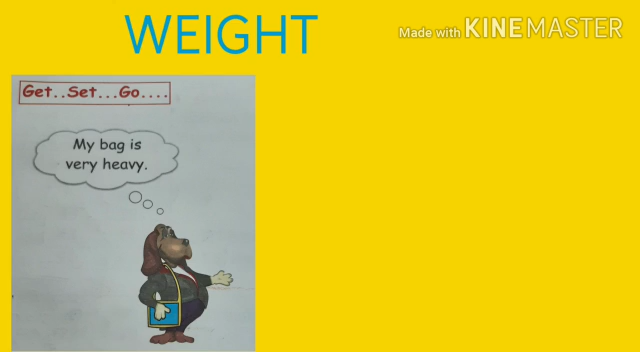 WEIGHT
Made with KINEMASTER
Get..Set...Go....
My bag is
very heavy.